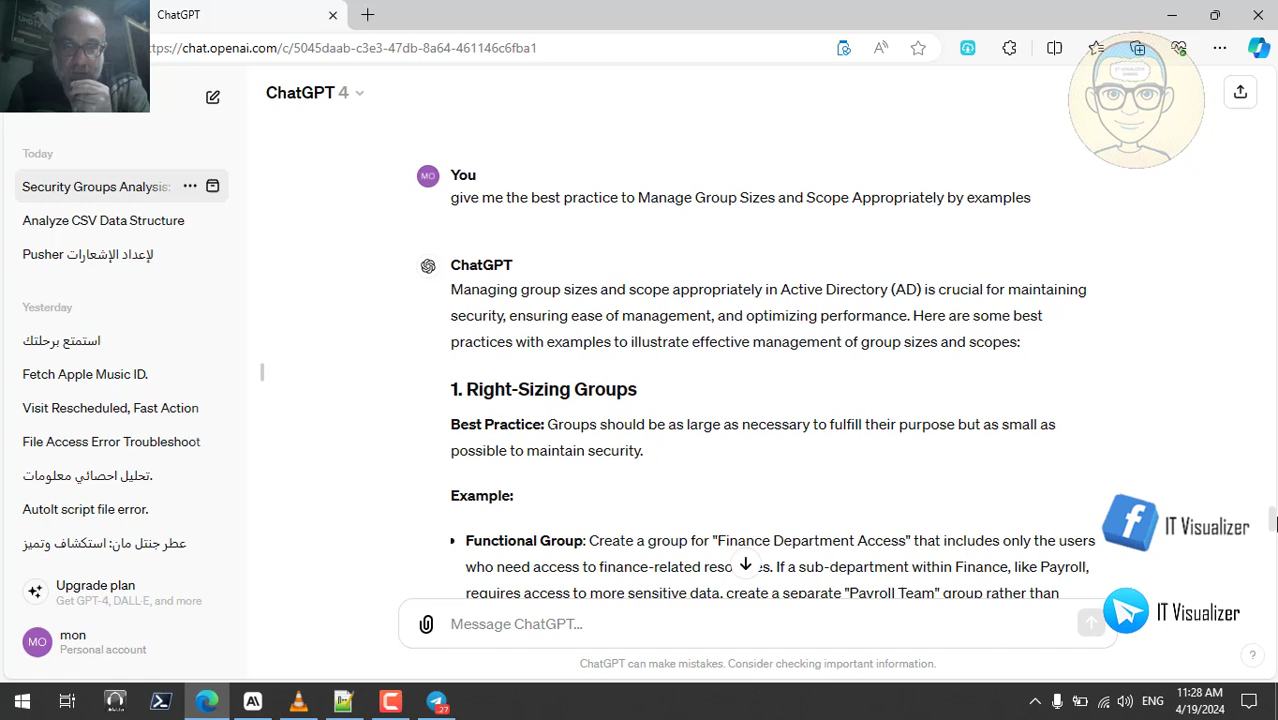 ChatGPT
ttps://chat.openai.com/c/5045daab-c3e3-47db-8a64-461146c6fba1
ChatGPT 4
Today
Security Groups Analysis:
Analyze CSV Data Structure
Pusher لإعداد الإشعارات
Yesterday
استمتع برحلتك
Fetch Apple Music ID.
Visit Rescheduled, Fast Action
File Access Error Troubleshoot
تحليل احصائي معلومات.
AutoIt script file error.
عطر جنتل مان: استكشاف وتميز
Upgrade plan
Get GPT-4, DALL·E, and more
MO
mon
Personal account
MO
You
give me the best practice to Manage Group Sizes and Scope Appropriately by examples
ChatGPT
Managing group sizes and scope appropriately in Active Directory (AD) is crucial for maintaining
security, ensuring ease of management, and optimizing performance. Here are some best
practices with examples to illustrate effective management of group sizes and scopes:
1. Right-Sizing Groups
Best Practice: Groups should be as large as necessary to fulfill their purpose but as small as
possible to maintain security.
Example:
Functional Group: Create a group for "Finance Department Access" that includes only the users
who need access to finance-related reso es. If a sub-department within Finance, like Payroll,
requires access to more sensitive data, create a separate "Payroll Team" group rather than
Message ChatGPT...
ChatGPT can make mistakes. Consider checking important information.
?
IT Visualizer
IT Visualizer
27
ENG
11:28 AM
4/19/2024